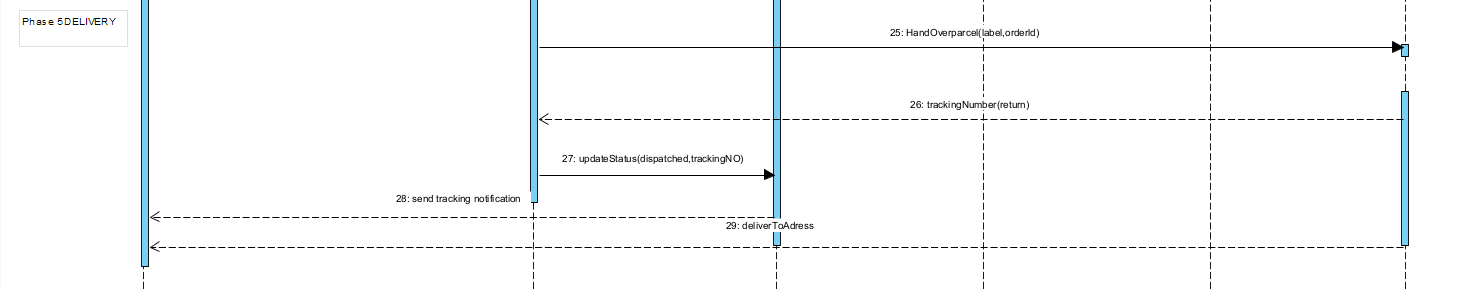 Phase 5DELIVERY
25: HandOverparcel(label,orderId)
26: trackingNumber(return)
27: updateStatus(dispatched,trackingNO)
28: send tracking notification
29: deliverToAdress